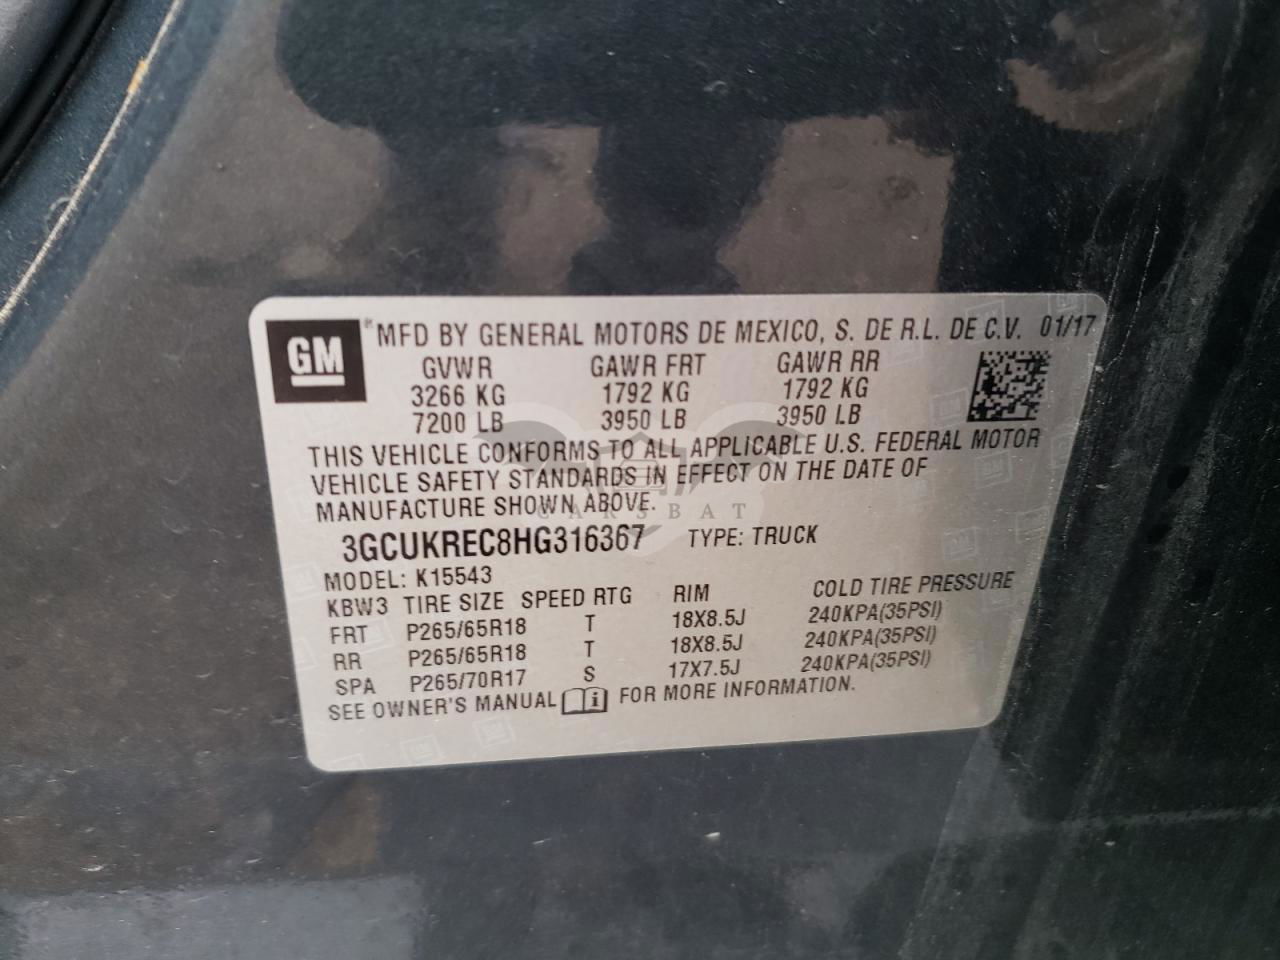 GM ® MFD BY GENERAL MOTORS DE MEXICO, S. DE R.L. DE C.V. 01/17
GVWR GAWR FRT GAWR RR
3266 KG 1792 KG 1792 KG
7200 LB 3950 LB 3950 LB
THIS VEHICLE CONFORMS TO ALL APPLICABLE U.S. FEDERAL MOTOR
VEHICLE SAFETY STANDARDS IN EFFECT ON THE DATE OF
MANUFACTURE SHOWN ABOVE.
CARSBAT
3GCUKREC8HG316367 TYPE: TRUCK
MODEL: K15543
KBW3 TIRE SIZE SPEED RTG RIM COLD TIRE PRESSURE
FRT P265/65R18 T 18X8.5J 240KPA(35PSI)
RR P265/65R18 T 18X8.5J 240KPA(35PSI)
SPA P265/70R17 S 17X7.5J 240KPA(35PSI)
SEE OWNER'S MANUAL i FOR MORE INFORMATION.
GM GM